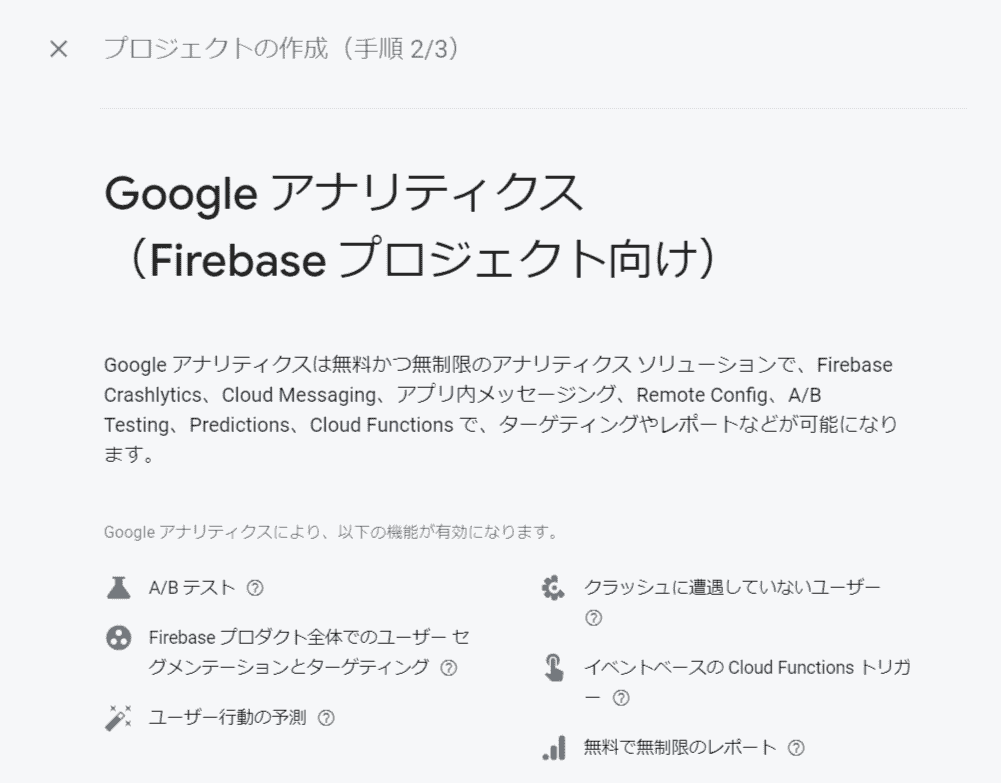 プロジェクトの作成（手順 2/3）
Google アナリティクス
（Firebase プロジェクト向け）
Google アナリティクスは無料かつ無制限のアナリティクス ソリューションで、Firebase
Crashlytics、Cloud Messaging、アプリ内メッセージング、Remote Config、A/B
Testing、Predictions、Cloud Functions で、ターゲティングやレポートなどが可能になり
ます。
Google アナリティクスにより、以下の機能が有効になります。
A/B テスト
Firebase プロダクト全体でのユーザー セ
グメンテーションとターゲティング
ユーザー行動の予測
クラッシュに遭遇していないユーザー
イベントベースの Cloud Functions トリガ
ー
無料で無制限のレポート